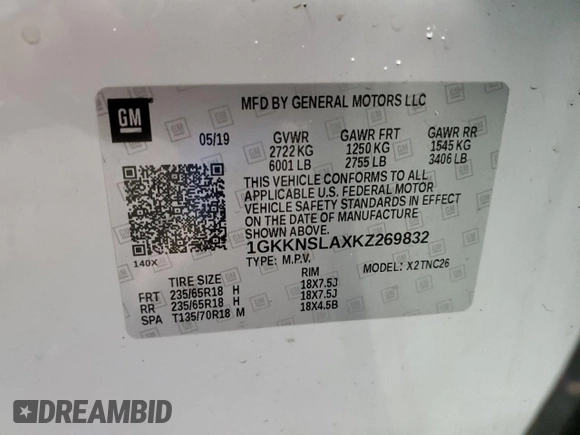 GM
MFD BY GENERAL MOTORS LLC
05/19 GVWR GAWR FRT GAWR RR
2722 KG 1250 KG 1545 KG
6001 LB 2755 LB 3406 LB
THIS VEHICLE CONFORMS TO ALL
APPLICABLE U.S. FEDERAL MOTOR
VEHICLE SAFETY STANDARDS IN EFFECT
ON THE DATE OF MANUFACTURE
SHOWN ABOVE.
1GKKNSLAXKZ269832
140X
TYPE: M.P.V. MODEL: X2TNC26
TIRE SIZE RIM
FRT 235/65R18 H 18X7.5J
RR 235/65R18 H 18X7.5J
SPA T135/70R18 M 18X4.5B
DREAMBID